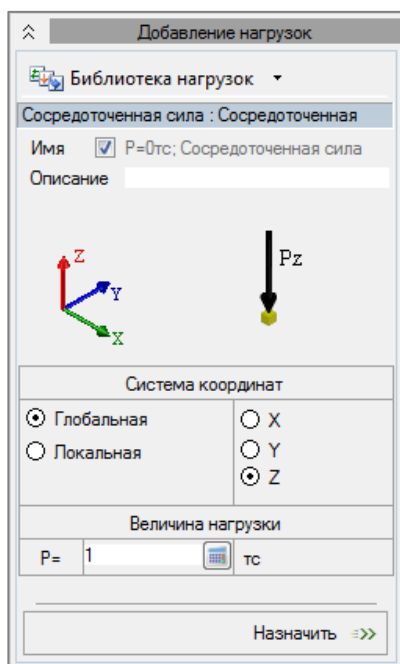 Добавление нагрузок
Библиотека нагрузок
Сосредоточенная сила : Сосредоточенная
Имя P=0тс; Сосредоточенная сила
Описание
Z
Y
X
Pz
Система координат
Глобальная X
Локальная Y
Z
Величина нагрузки
P= 1 тс
Назначить